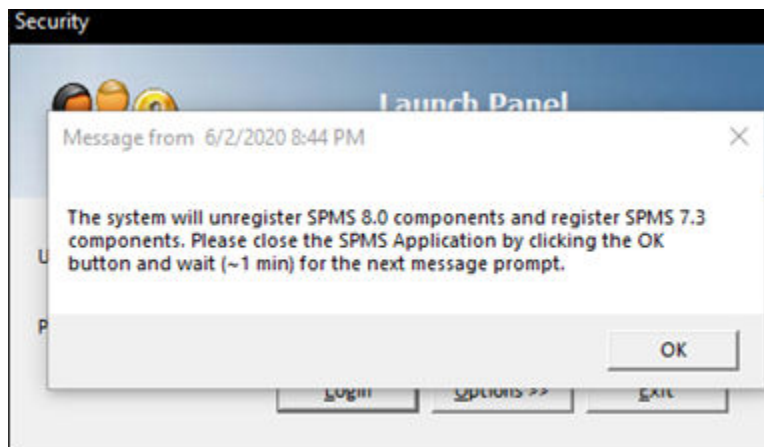 Security
Launch Panel
Message from 6/2/2020 8:44 PM
The system will unregister SPMS 8.0 components and register SPMS 7.3
components. Please close the SPMS Application by clicking the OK
button and wait (~1 min) for the next message prompt.
U
P
OK
Login Options >> Exit